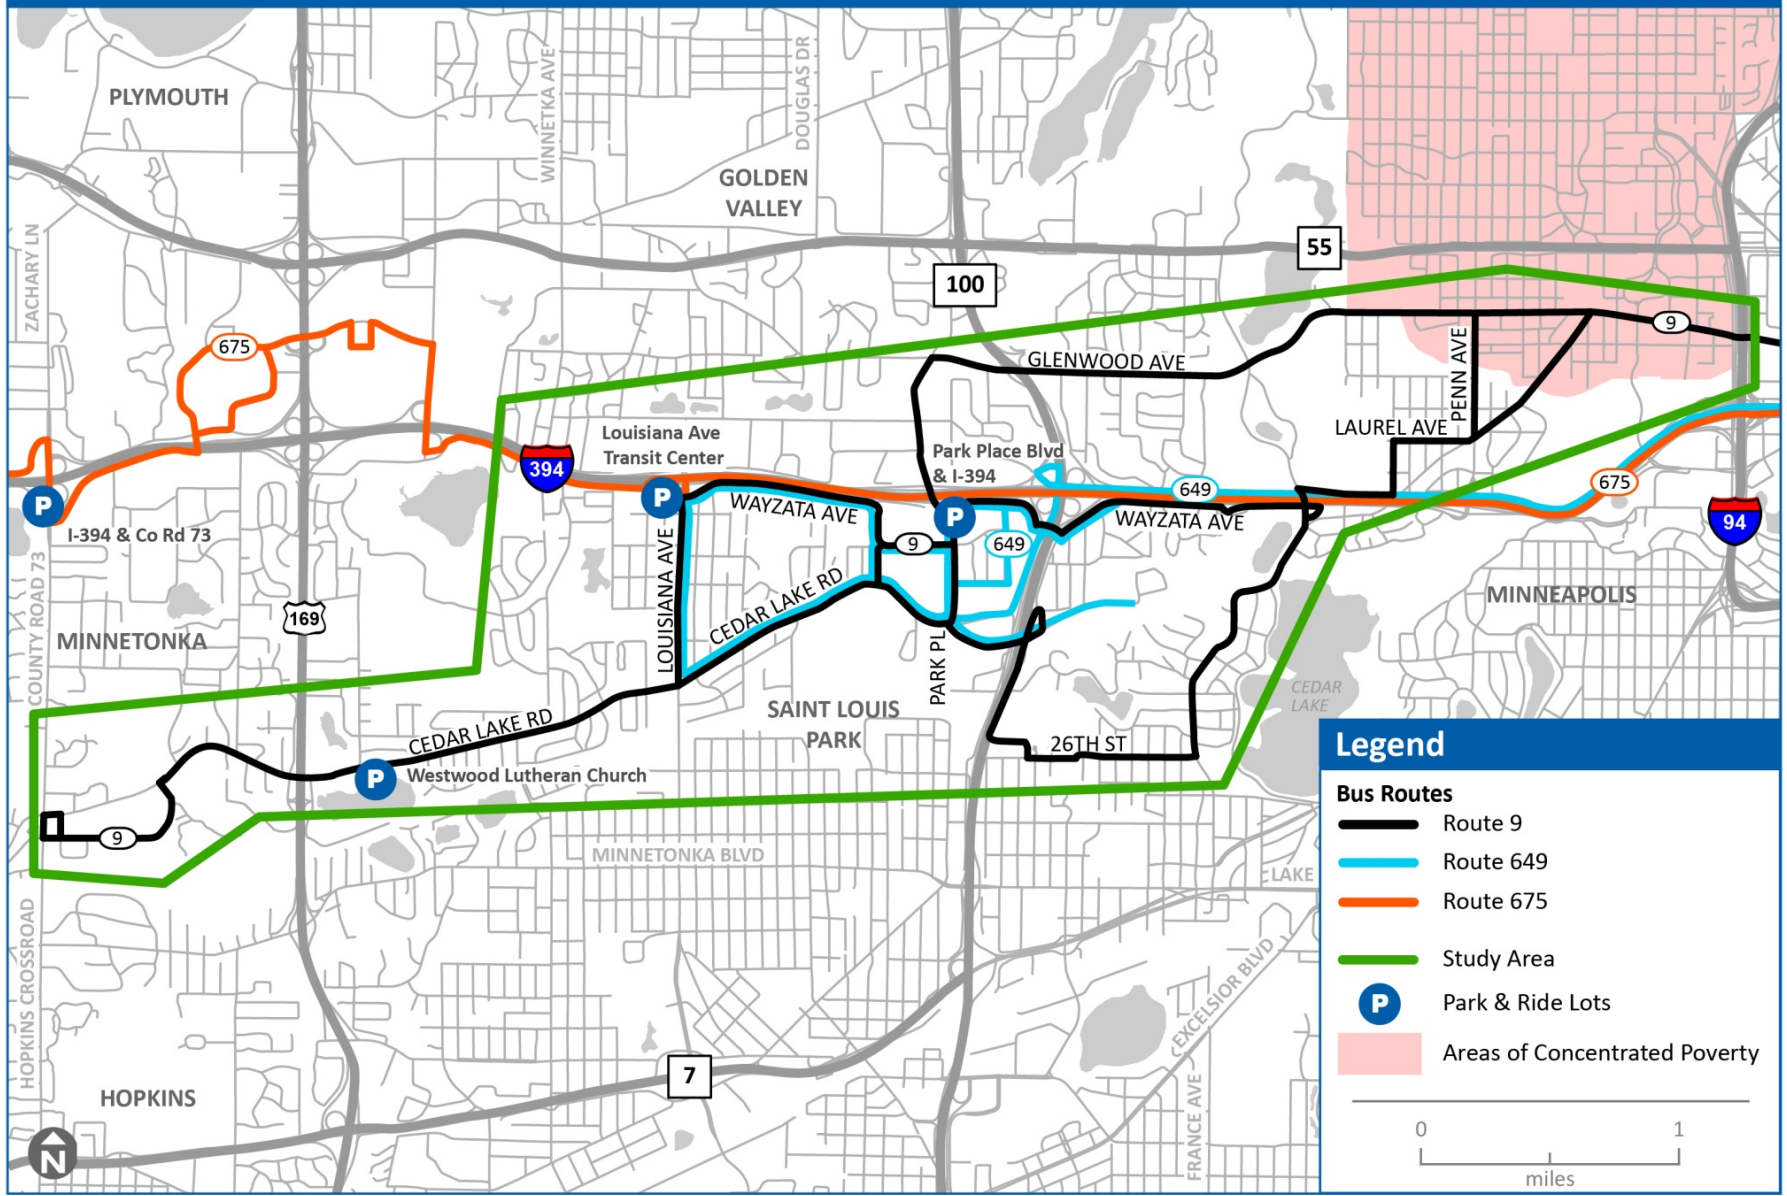 PLYMOUTH
WINNETKA AVE
DOUGLAS DR
GOLDEN
VALLEY
ZACHARY LN
55
100
675
9
GLENWOOD AVE
PENN AVE
LAUREL AVE
Louisiana Ave
Transit Center
394
Park Place Blvd
& I-394
P
P
P
649
675
94
WAYZATA AVE
WAYZATA AVE
I-394 & Co Rd 73
9
649
LOUISIANA AVE
CEDAR LAKE RD
COUNTY ROAD 73
169
MINNETONKA
MINNEAPOLIS
PARK PL
CEDAR
LAKE
SAINT LOUIS
PARK
CEDAR LAKE RD
26TH ST
P
Westwood Lutheran Church
9
MINNETONKA BLVD
LAKE
HOPKINS CROSSROAD
EXCELSIOR BLVD
7
FRANCE AVE
HOPKINS
N
Legend
Bus Routes
Route 9
Route 649
Route 675
Study Area
P
Park & Ride Lots
Areas of Concentrated Poverty
0 1
miles